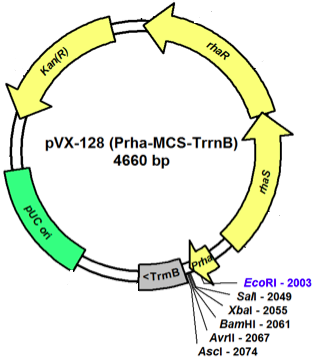 Kan(R)
rhaR
pVX-128 (Prha-MCS-TrrnB)
4660 bp
rhaS
pUC ori
<TrrnB
Prha
EcoRI - 2003
SalI - 2049
XbaI - 2055
BamHI - 2061
AvrII - 2067
AscI - 2074